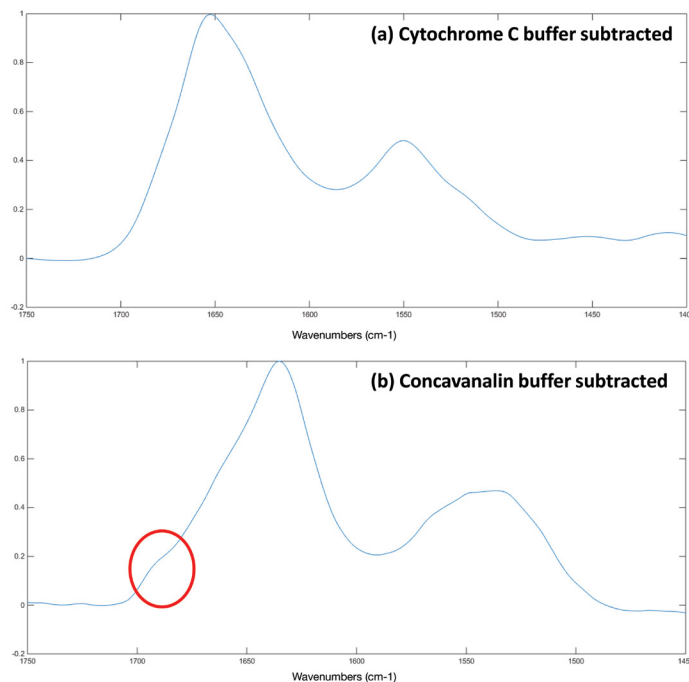 (a) Cytochrome C buffer subtracted
1
0.8
0.6
0.4
0.2
0
-0.2
1750 1700 1650 1600 1550 1500 1450 140
Wavenumbers (cm-1)
(b) Concavanalin buffer subtracted
1
0.8
0.6
0.4
0.2
0
-0.2
1750 1700 1650 1600 1550 1500 145
Wavenumbers (cm-1)